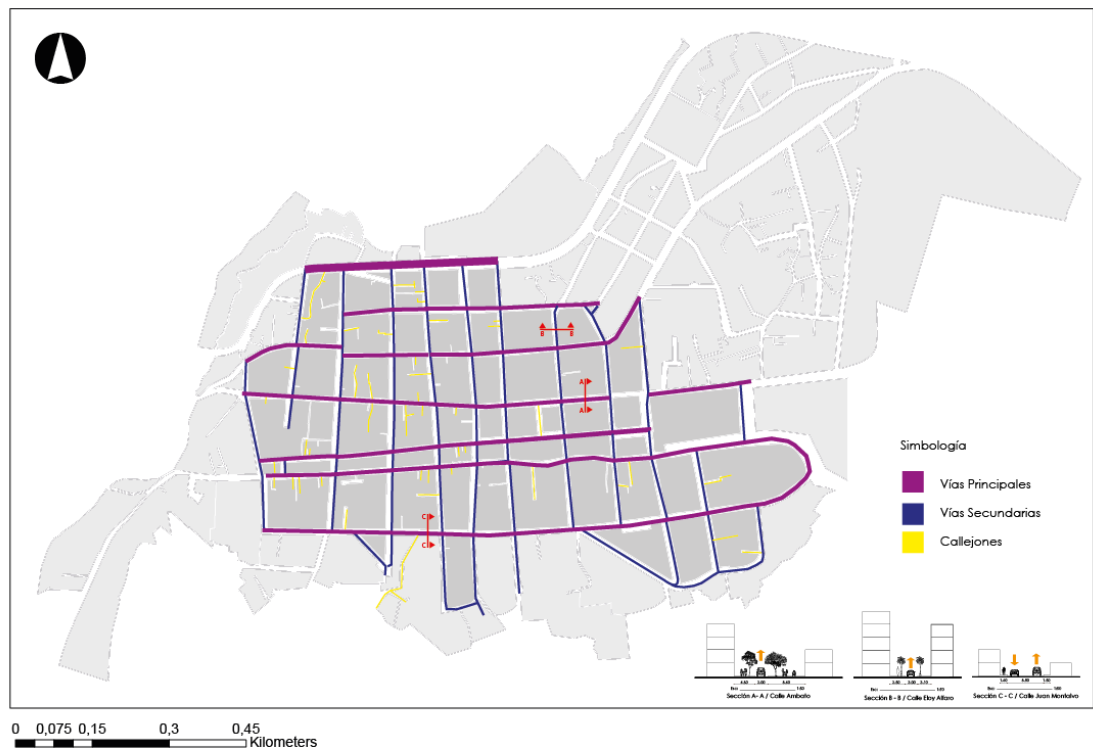 B B
A
A
C
C
Simbología
Vías Principales
Vías Secundarias
Callejones
Sección A- A / Calle Ambato
Sección B - B / Calle Eloy Alfaro
Sección C - C / Calle Juan Montalvo
0 0,075 0,15 0,3 0,45
Kilometers